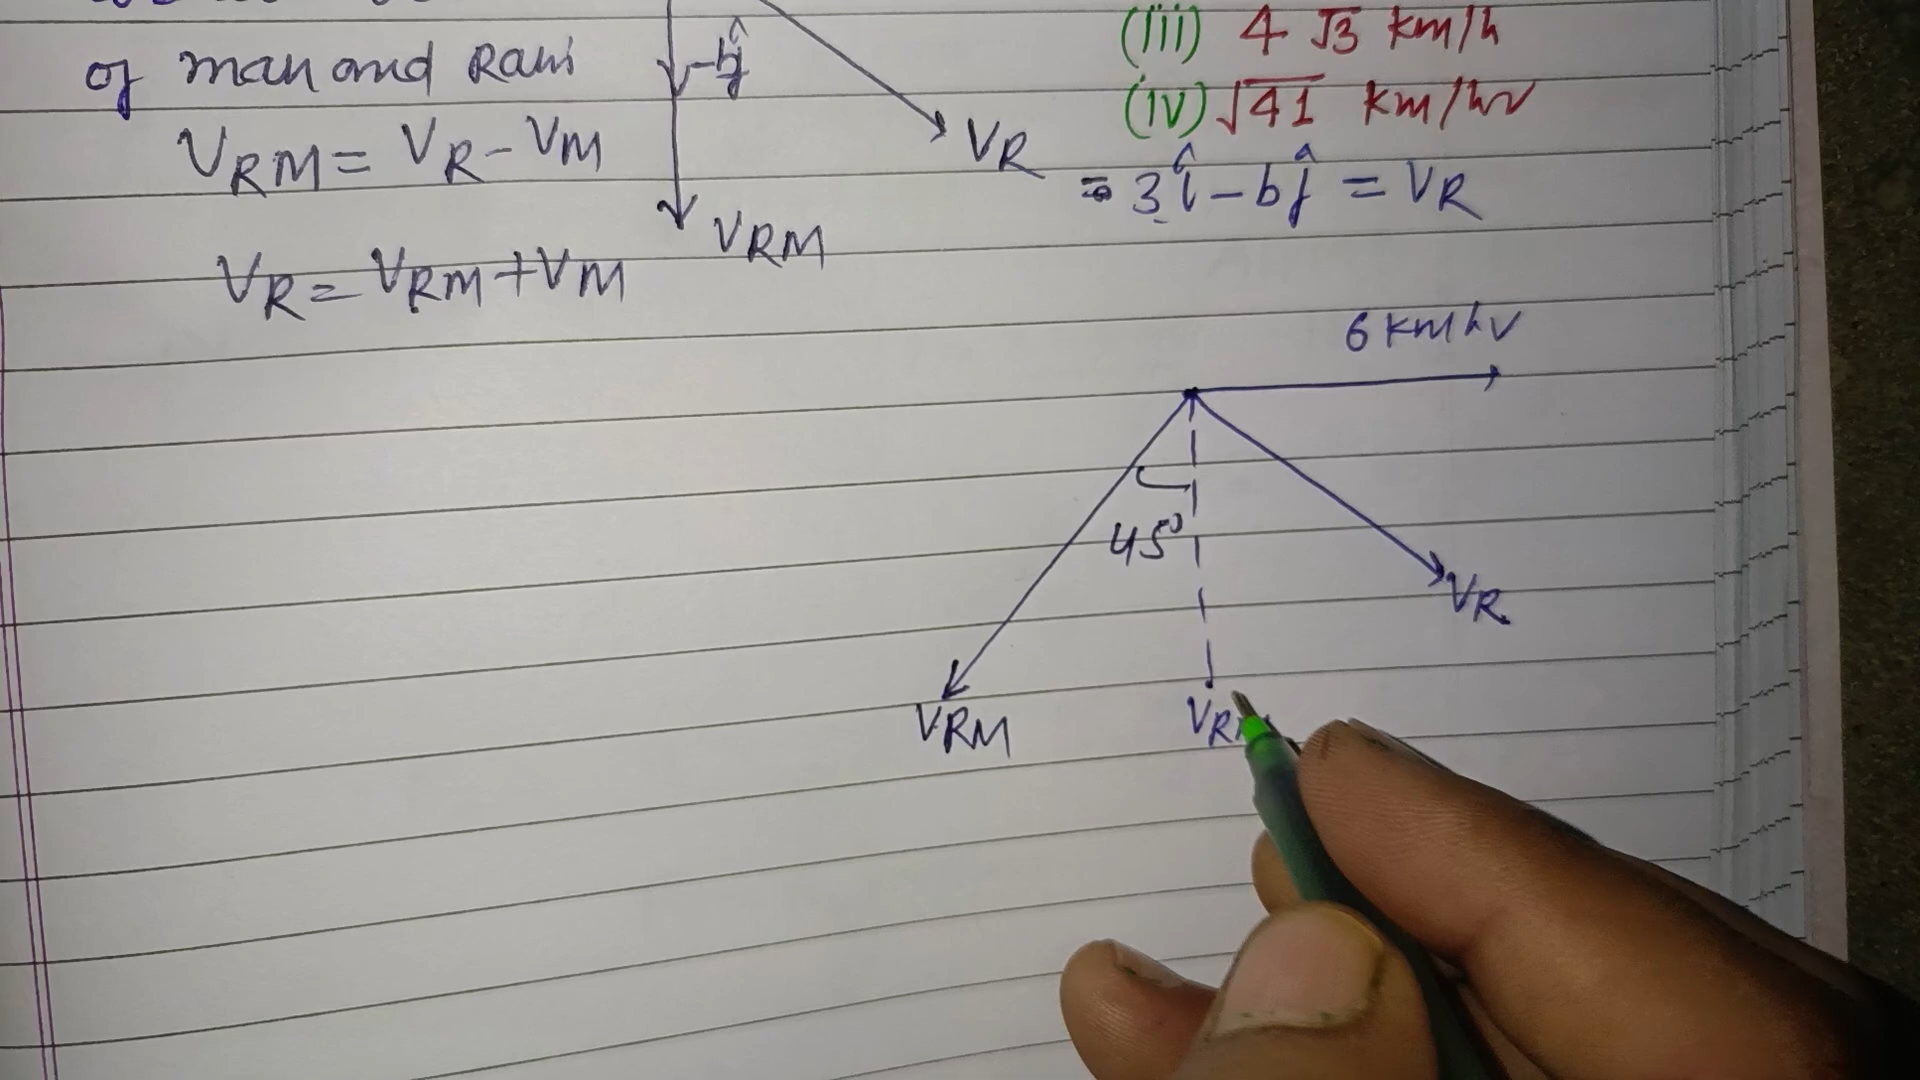 of man and Rain
-bĵ
VRM = VR - VM
VRM
VR = VRM + VM
VR
(iii) 4 √3 km/h
(iv) √41 km/hr
= 3î - bĵ = VR
6 km hr
45°
VR
VRM